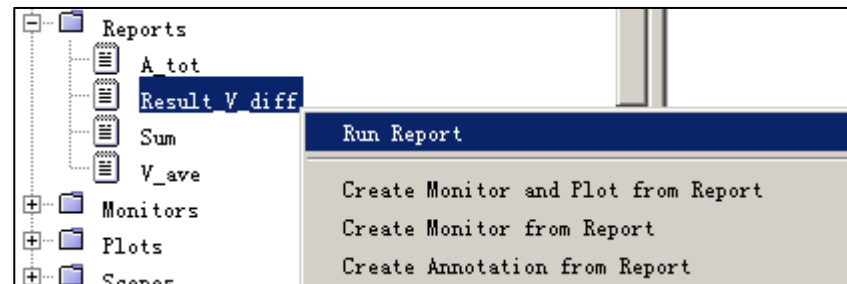 Reports
A_tot
Result_V_diff
Sum
V_ave
Monitors
Plots
Scenes
Run Report
Create Monitor and Plot from Report
Create Monitor from Report
Create Annotation from Report